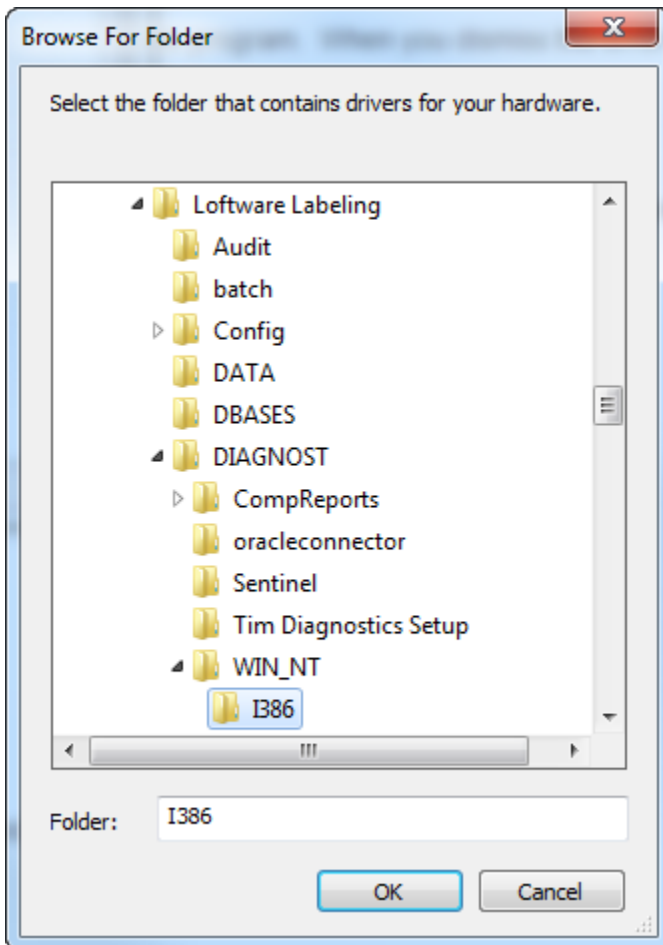 Browse For Folder
Select the folder that contains drivers for your hardware.
Loftware Labeling
Audit
batch
Config
DATA
DBASES
DIAGNOST
CompReports
oracleconnector
Sentinel
Tim Diagnostics Setup
WIN_NT
I386
Folder: I386
OK Cancel